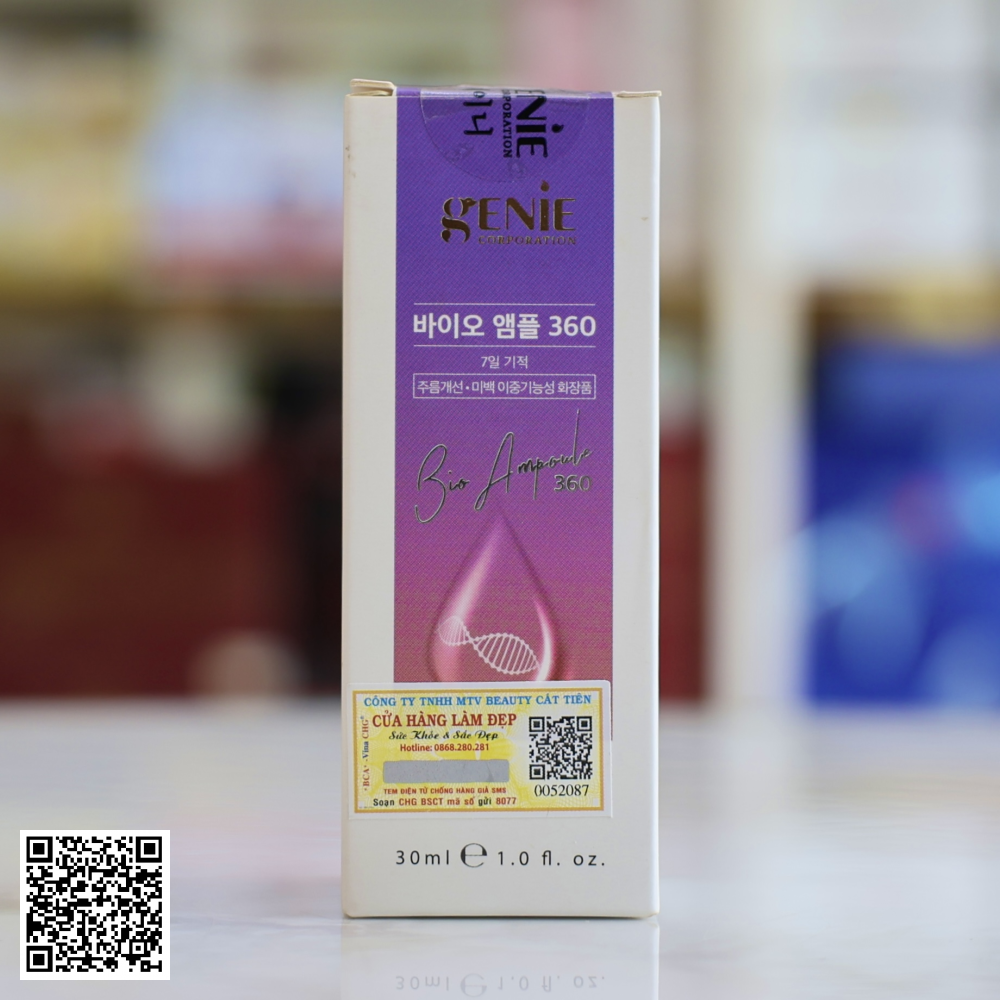 ENIE
RPORATION
gENiE
CORPORATION
바이오 앰플 360
7일 기적
주름개선 • 미백 이중기능성 화장품
Bio Ampoule
360
CÔNG TY TNHH MTV BEAUTY CÁT TIÊN
CỬA HÀNG LÀM ĐẸP
Sức Khỏe & Sắc Đẹp
Hotline: 0868.280.281
TEM ĐIỆN TỬ CHỐNG HÀNG GIẢ SMS
Soạn CHG BSCT mã số gửi 8077
0052087
30ml ℮ 1.0 fl. oz.